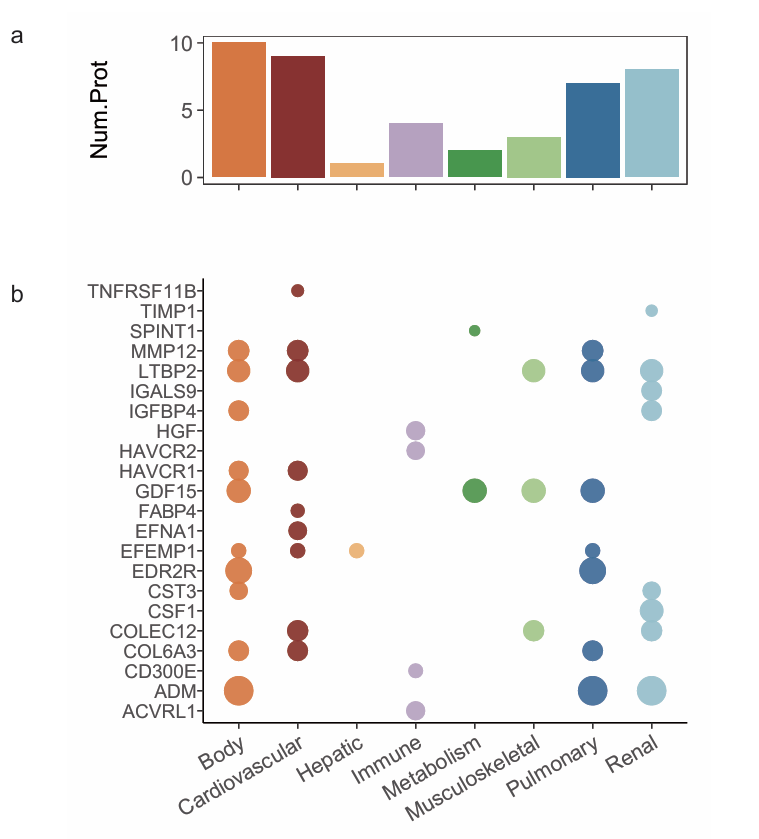 a
Num.Prot
10
5
0
b
TNFRSF11B
TIMP1
SPINT1
MMP12
LTBP2
IGALS9
IGFBP4
HGF
HAVCR2
HAVCR1
GDF15
FABP4
EFNA1
EFEMP1
EDR2R
CST3
CSF1
COLEC12
COL6A3
CD300E
ADM
ACVRL1
Body
Cardiovascular
Hepatic
Immune
Metabolism
Musculoskeletal
Pulmonary
Renal